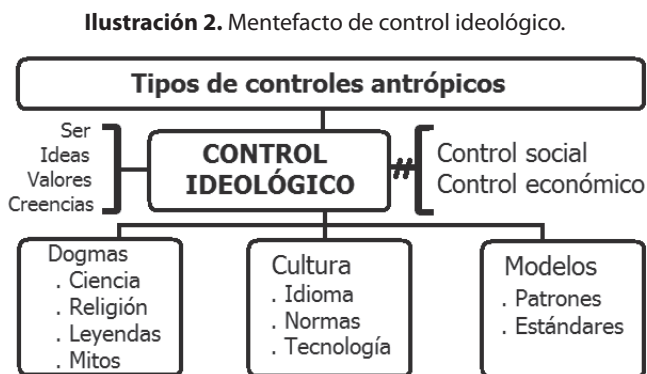 Ilustración 2. Mentefacto de control ideológico.
Tipos de controles antrópicos
Ser
Ideas
Valores
Creencias
CONTROL
IDEOLÓGICO
Control social
Control económico
Dogmas
. Ciencia
. Religión
. Leyendas
. Mitos
Cultura
. Idioma
. Normas
. Tecnología
Modelos
. Patrones
. Estándares